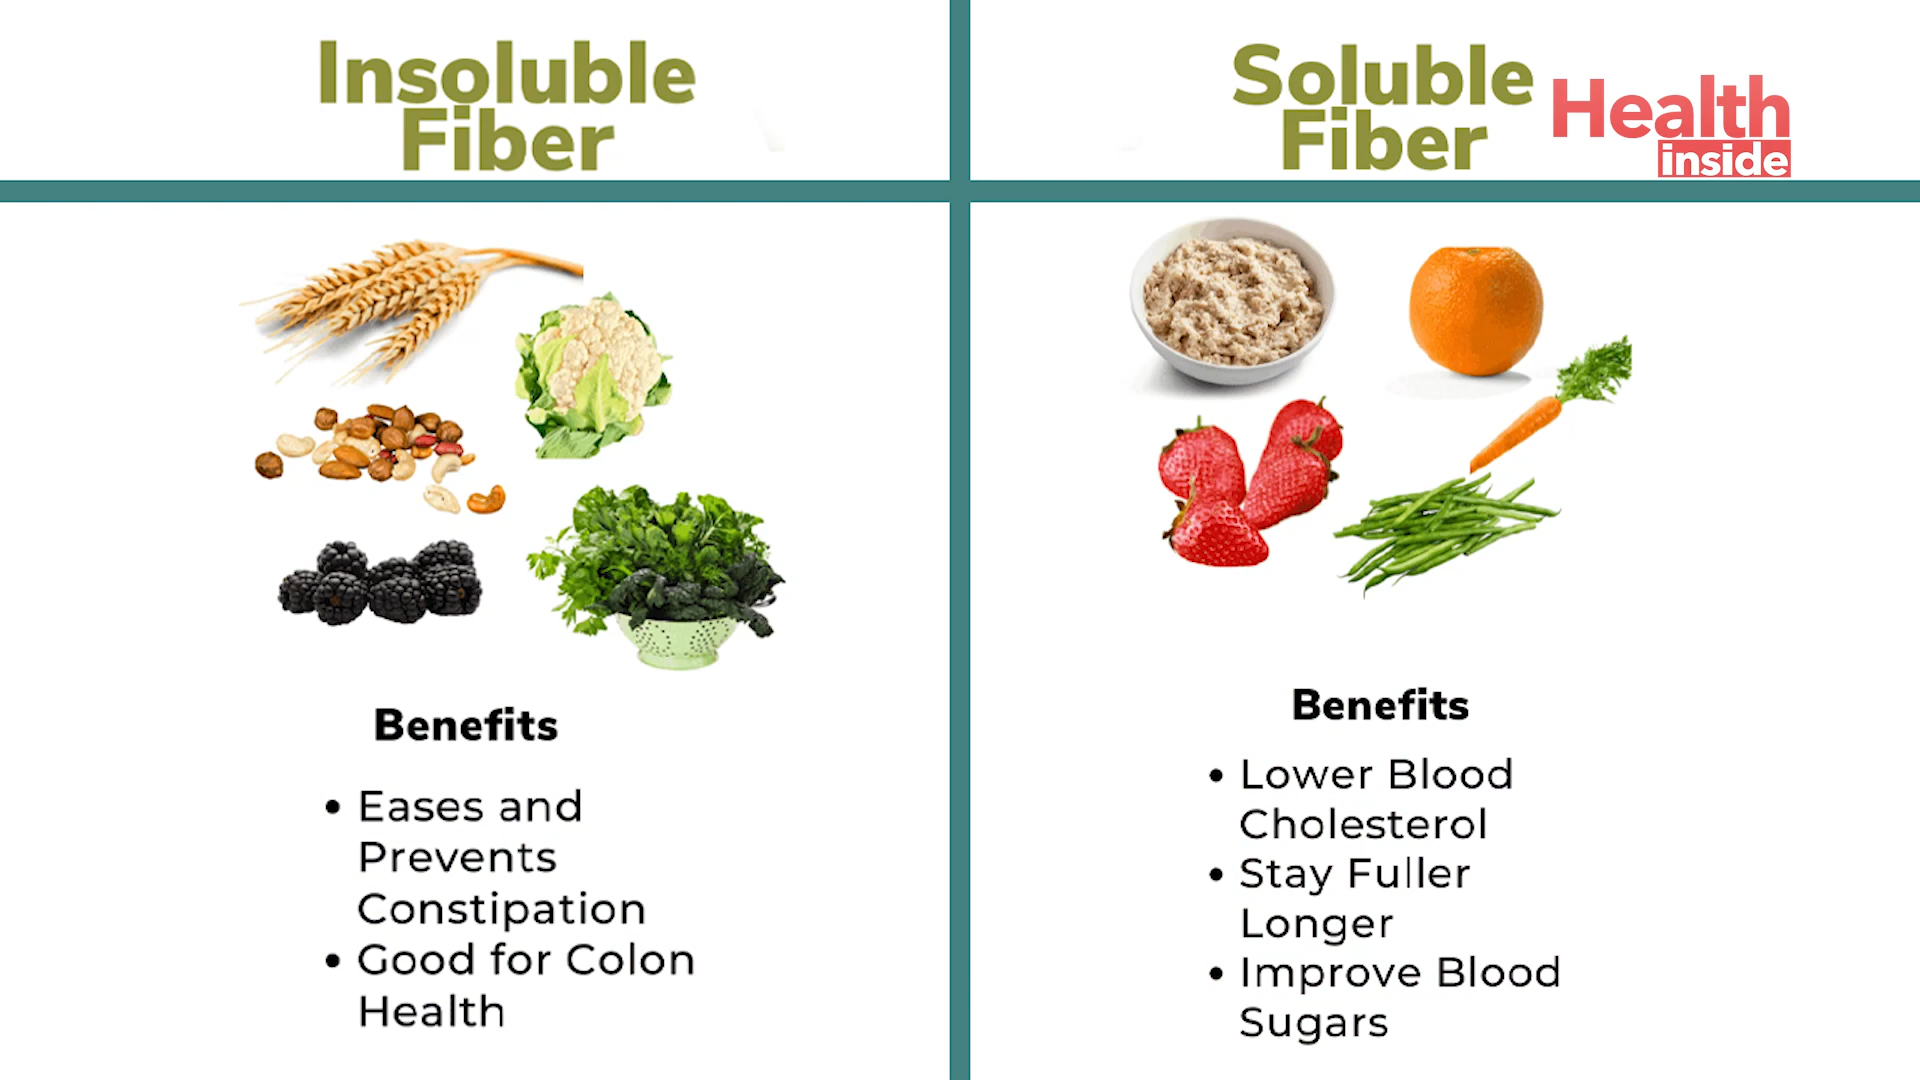 Insoluble
Fiber
Soluble
Fiber
Health
inside
Benefits
• Eases and
Prevents
Constipation
• Good for Colon
Health
Benefits
• Lower Blood
Cholesterol
• Stay Fuller
Longer
• Improve Blood
Sugars